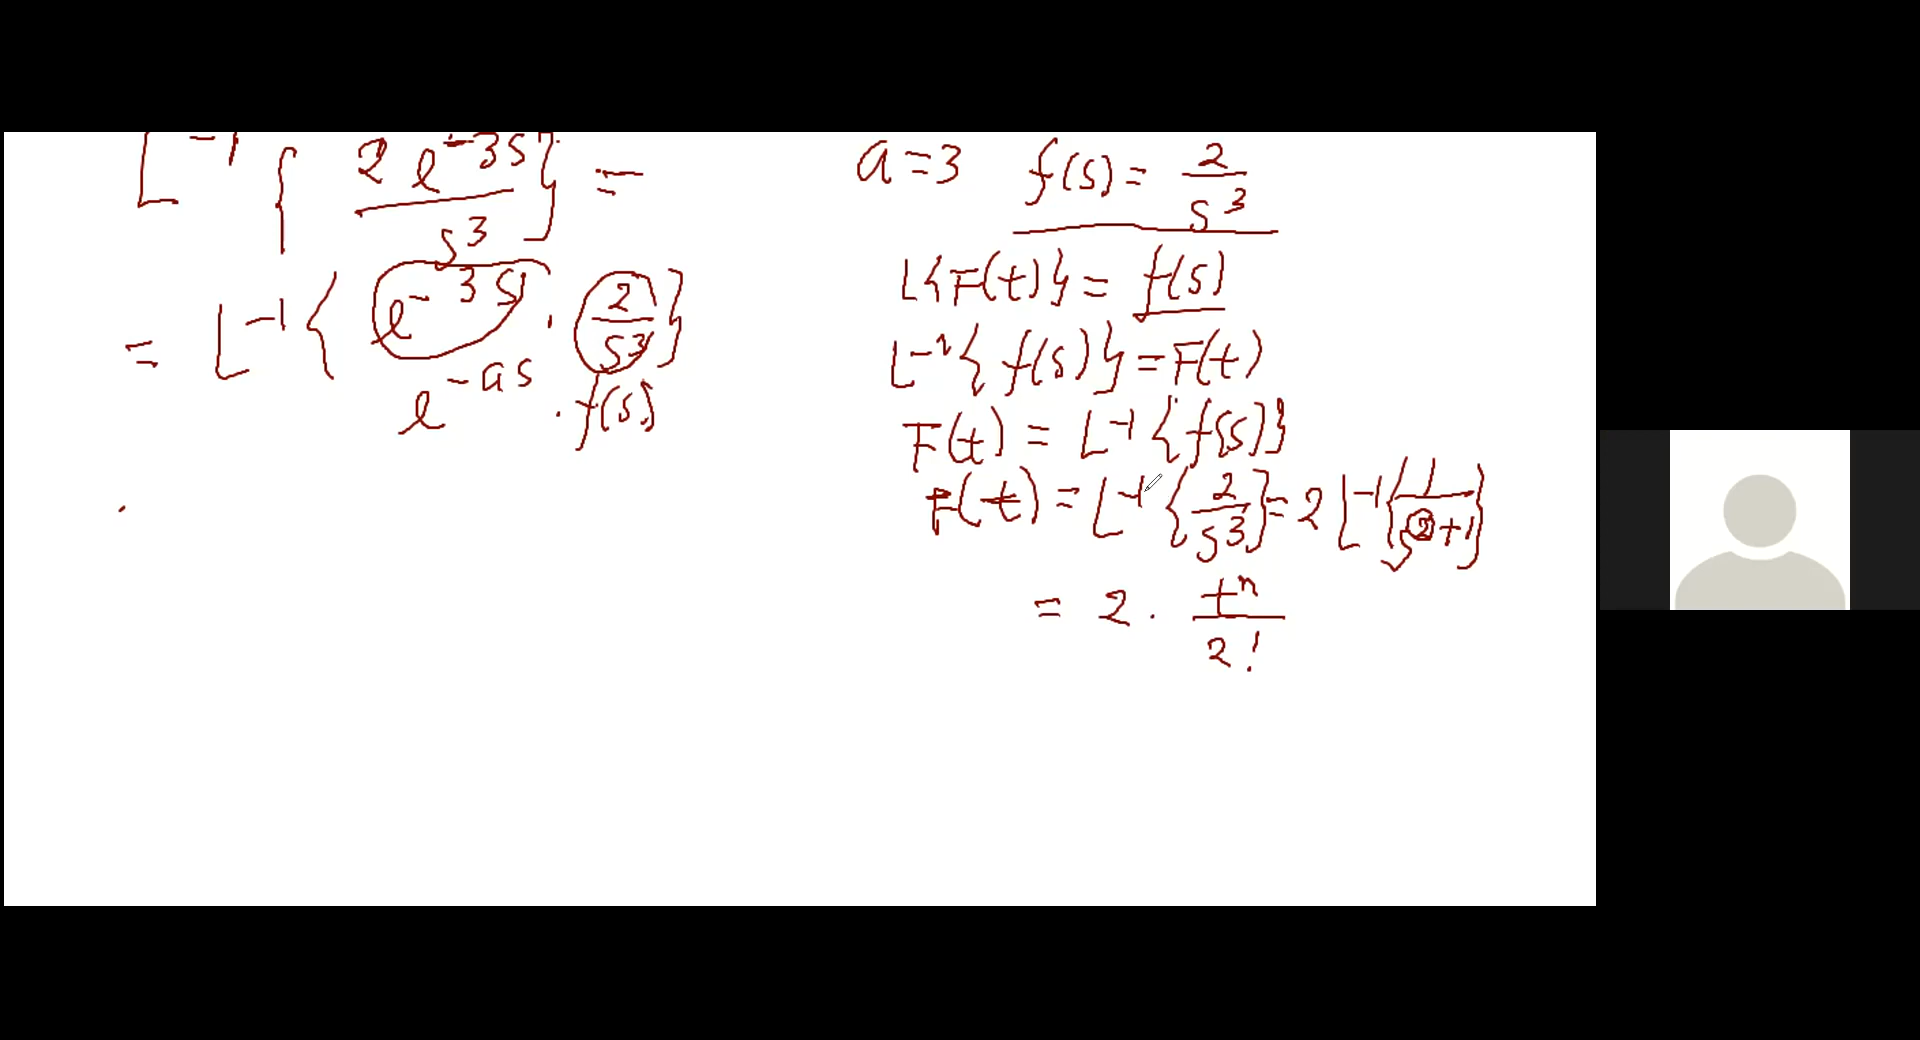 L⁻¹ { 2 e⁻³ˢ / s³ } =
= L⁻¹ { e⁻³ˢ · 2/s³ }
e⁻ᵃˢ · f(s)
a = 3 f(s) = 2/s³
L{F(t)} = f(s)
L⁻¹{ f(s) } = F(t)
F(t) = L⁻¹ { f(s) }
F(t) = L⁻¹ { 2/s³ } = 2 L⁻¹ { 1/s²⁺¹ }
= 2 · tⁿ/2!